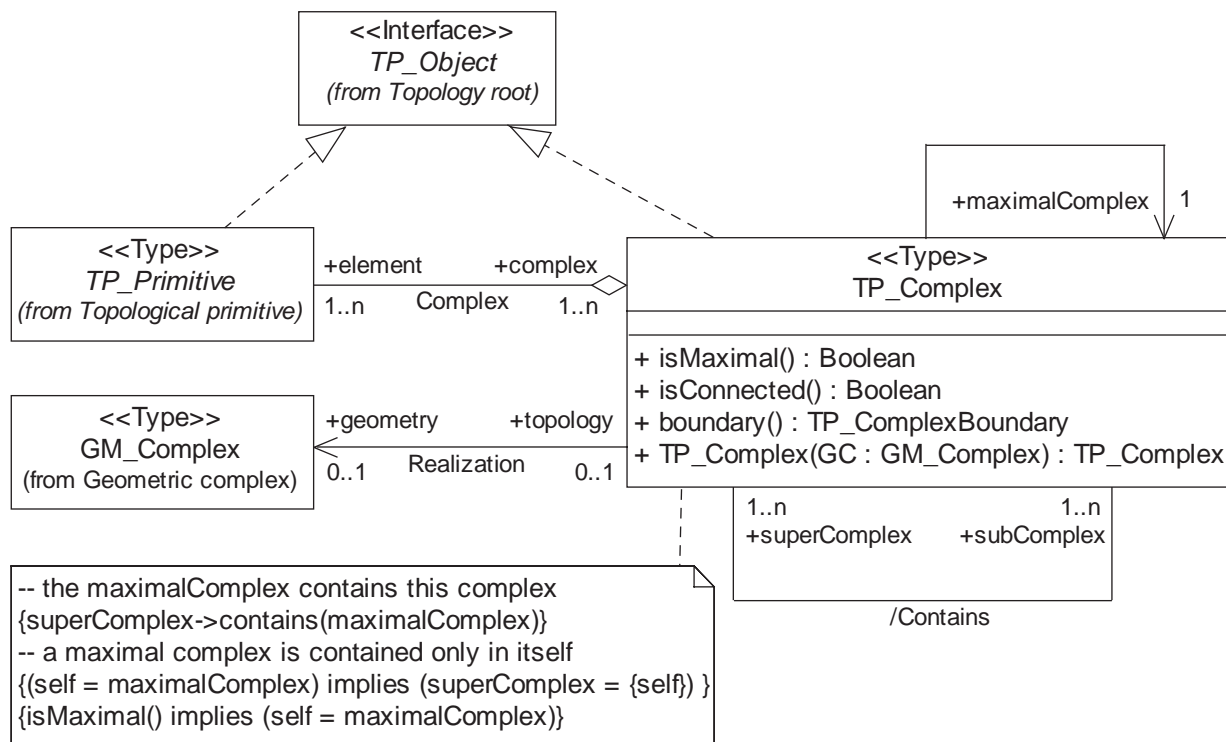 <<Interface>>
TP_Object
(from Topology root)
+maximalComplex 1
<<Type>>
TP_Primitive
(from Topological primitive)
+element +complex
1..n Complex 1..n
<<Type>>
TP_Complex
+ isMaximal() : Boolean
+ isConnected() : Boolean
+ boundary() : TP_ComplexBoundary
+ TP_Complex(GC : GM_Complex) : TP_Complex
<<Type>>
GM_Complex
(from Geometric complex)
+geometry +topology
0..1 Realization 0..1
1..n 1..n
+superComplex +subComplex
/Contains
-- the maximalComplex contains this complex
{superComplex->contains(maximalComplex)}
-- a maximal complex is contained only in itself
{(self = maximalComplex) implies (superComplex = {self}) }
{isMaximal() implies (self = maximalComplex)}